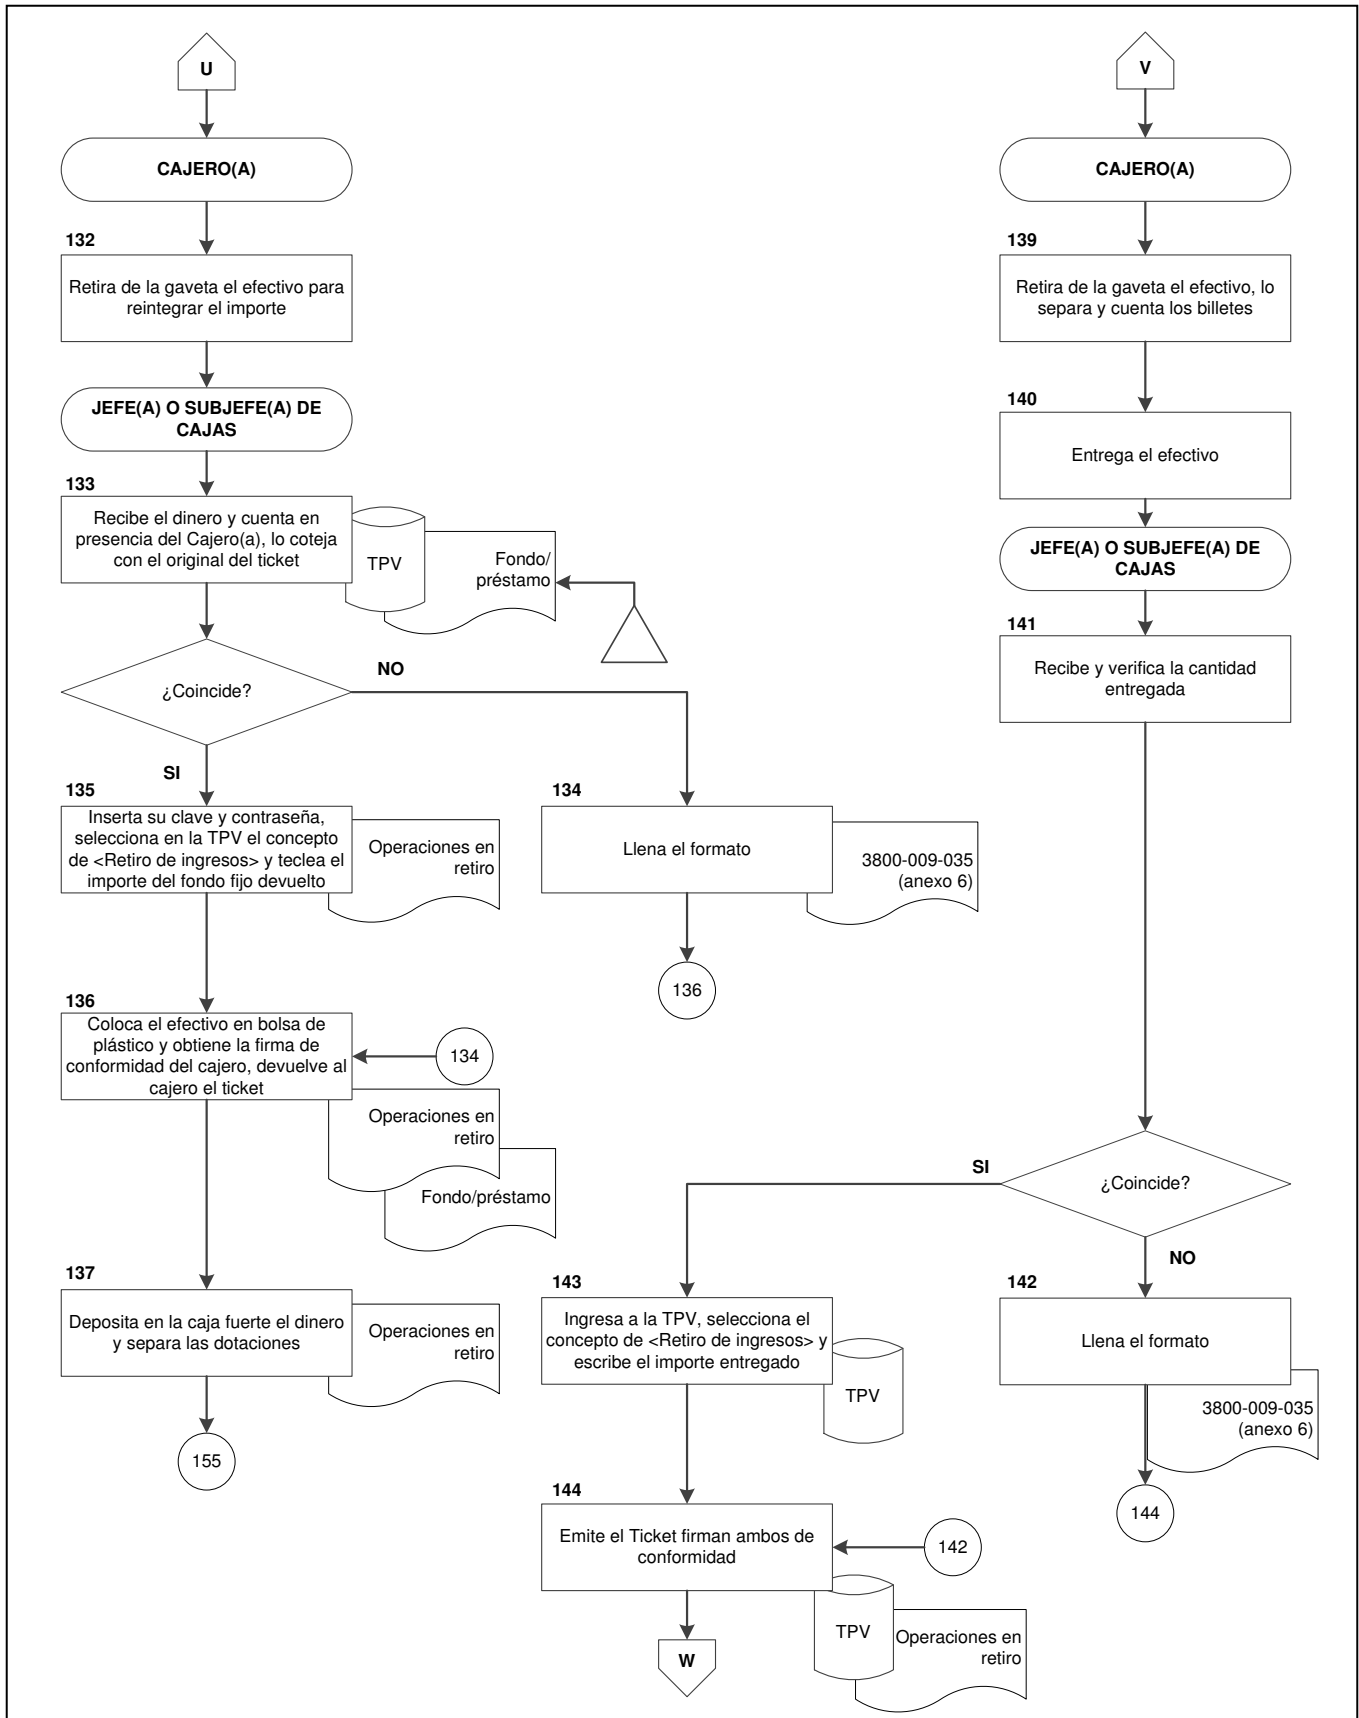 U
CAJERO(A)
132
Retira de la gaveta el efectivo para
reintegrar el importe
JEFE(A) O SUBJEFE(A) DE
CAJAS
133
Recibe el dinero y cuenta en
presencia del Cajero(a), lo coteja
con el original del ticket
TPV
Fondo/
préstamo
¿Coincide?
NO
SI
135
Inserta su clave y contraseña,
selecciona en la TPV el concepto
de <Retiro de ingresos> y teclea el
importe del fondo fijo devuelto
Operaciones en
retiro
134
Llena el formato
3800-009-035
(anexo 6)
136
136
Coloca el efectivo en bolsa de
plástico y obtiene la firma de
conformidad del cajero, devuelve al
cajero el ticket
134
Operaciones en
retiro
Fondo/préstamo
137
Deposita en la caja fuerte el dinero
y separa las dotaciones
Operaciones en
retiro
155
V
CAJERO(A)
139
Retira de la gaveta el efectivo, lo
separa y cuenta los billetes
140
Entrega el efectivo
JEFE(A) O SUBJEFE(A) DE
CAJAS
141
Recibe y verifica la cantidad
entregada
¿Coincide?
SI
NO
143
Ingresa a la TPV, selecciona el
concepto de <Retiro de ingresos> y
escribe el importe entregado
TPV
142
Llena el formato
3800-009-035
(anexo 6)
144
144
Emite el Ticket firman ambos de
conformidad
142
TPV
Operaciones en
retiro
W